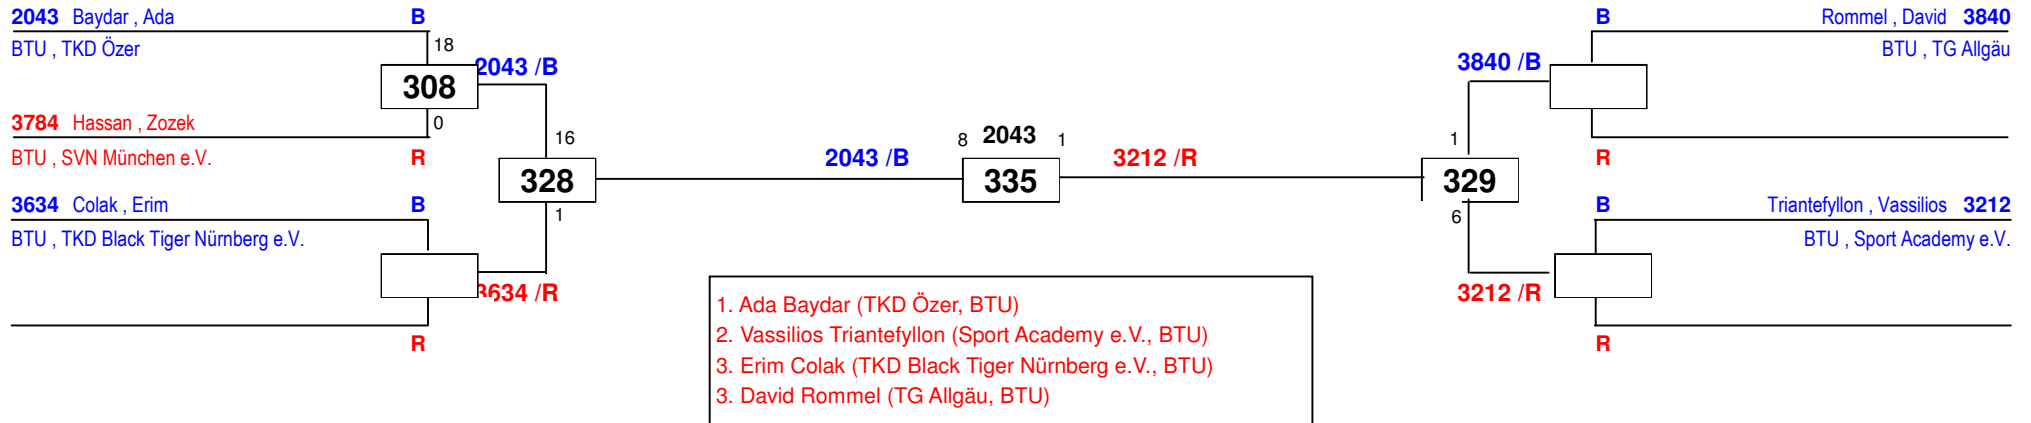 2043 Baydar , Ada B
BTU , TKD Özer
18
308
2043 /B
0
3784 Hassan , Zozek
BTU , SVN München e.V. R
16
328
1
3634 Colak , Erim B
BTU , TKD Black Tiger Nürnberg e.V.
3634 /R
R
2043 /B
8 2043 1
335
3212 /R
B Rommel , David 3840
BTU , TG Allgäu
3840 /B
R
1
329
6
B Triantefyllon , Vassilios 3212
BTU , Sport Academy e.V.
3212 /R
R
1. Ada Baydar (TKD Özer, BTU)
2. Vassilios Triantefyllon (Sport Academy e.V., BTU)
3. Erim Colak (TKD Black Tiger Nürnberg e.V., BTU)
3. David Rommel (TG Allgäu, BTU)